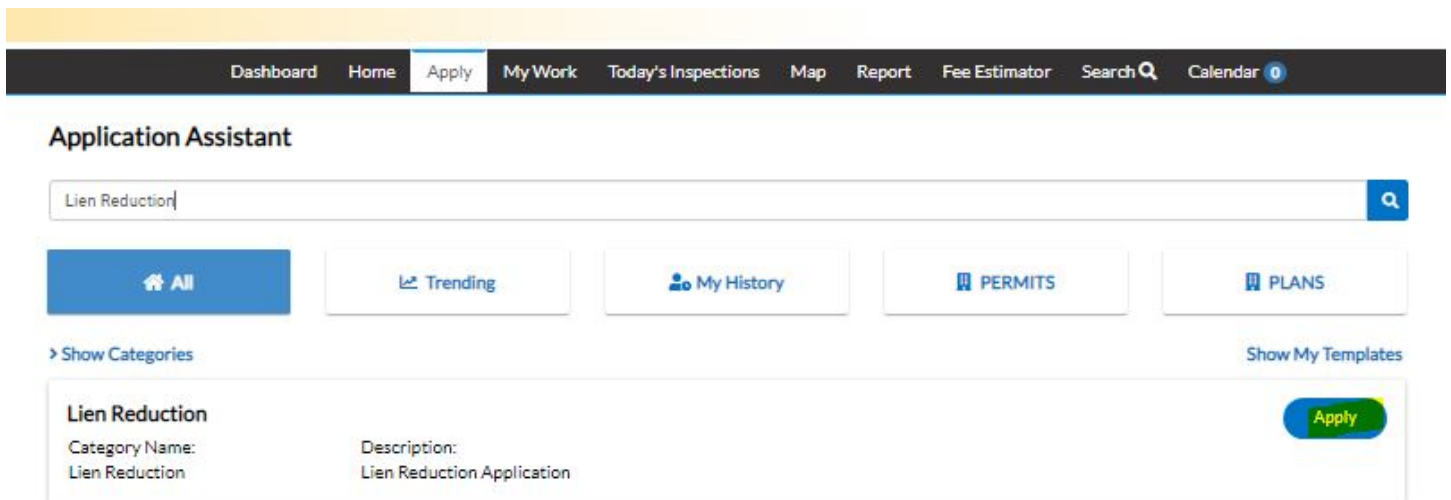 Dashboard Home Apply My Work Today's Inspections Map Report Fee Estimator Search Calendar 0
Application Assistant
Lien Reduction
All Trending My History PERMITS PLANS
> Show Categories Show My Templates
Lien Reduction Apply
Category Name: Description:
Lien Reduction Lien Reduction Application